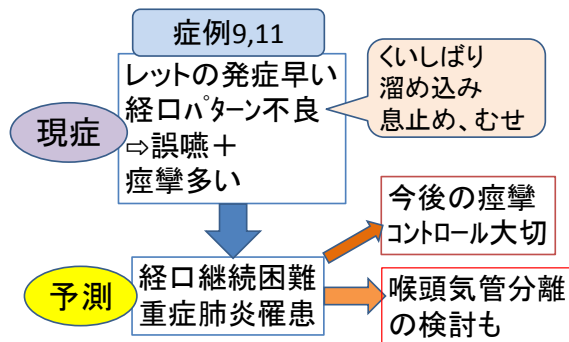 症例9,11
レットの発症早い
経口パターン不良
⇨誤嚥＋
痙攣多い
くいしばり
溜め込み
息止め、むせ
現症
今後の痙攣
コントロール大切
予測
経口継続困難
重症肺炎罹患
喉頭気管分離
の検討も